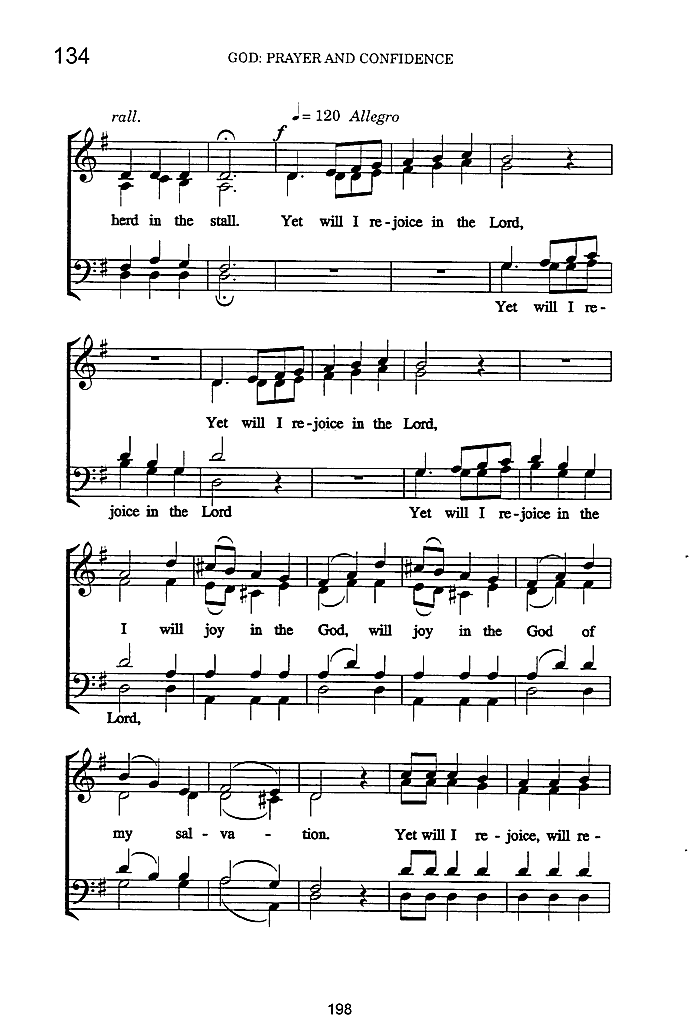 134
GOD: PRAYER AND CONFIDENCE
rall.
f
♩= 120 Allegro
herd in the stall. Yet will I re-joice in the Lord,
Yet will I re-
Yet will I re-joice in the Lord,
joice in the Lord Yet will I re-joice in the
I will joy in the God, will joy in the God of
Lord,
my sal - va - tion. Yet will I re - joice, will re -
198